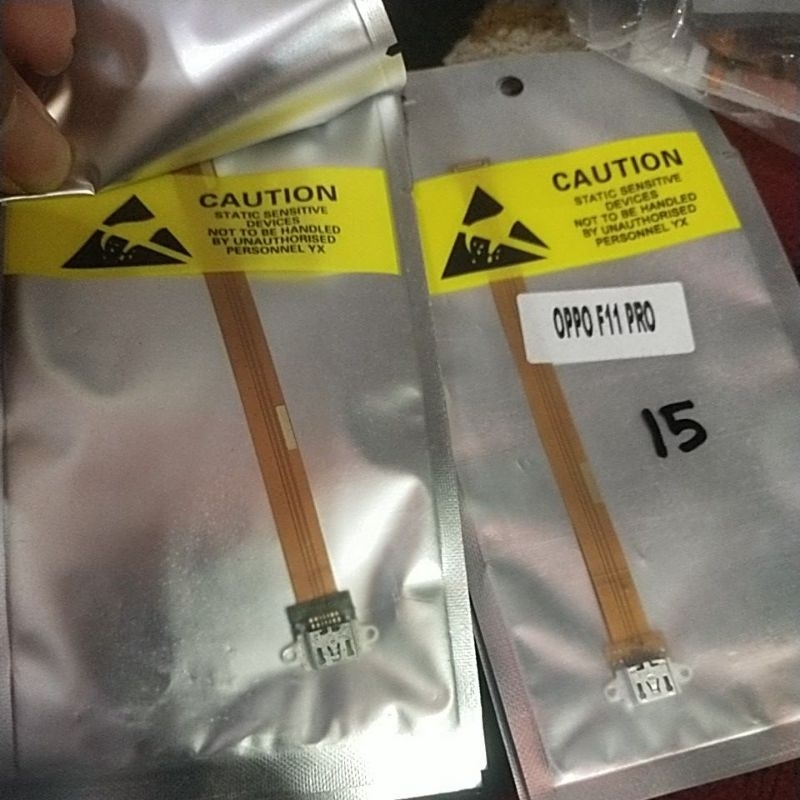 CAUTION
STATIC SENSITIVE
DEVICES
NOT TO BE HANDLED
BY UNAUTHORISED
PERSONNEL YX
CAUTION
STATIC SENSITIVE
DEVICES
NOT TO BE HANDLED
BY UNAUTHORISED
PERSONNEL YX
OPPO F11 PRO
15